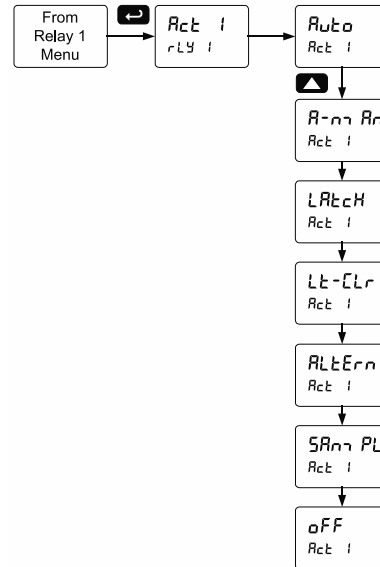 From
Relay 1
Menu
Act 1
rLY 1
Auto
Act 1
A-m An
Act 1
LAtcH
Act 1
Lt-CLr
Act 1
ALtErn
Act 1
SAm PL
Act 1
oFF
Act 1